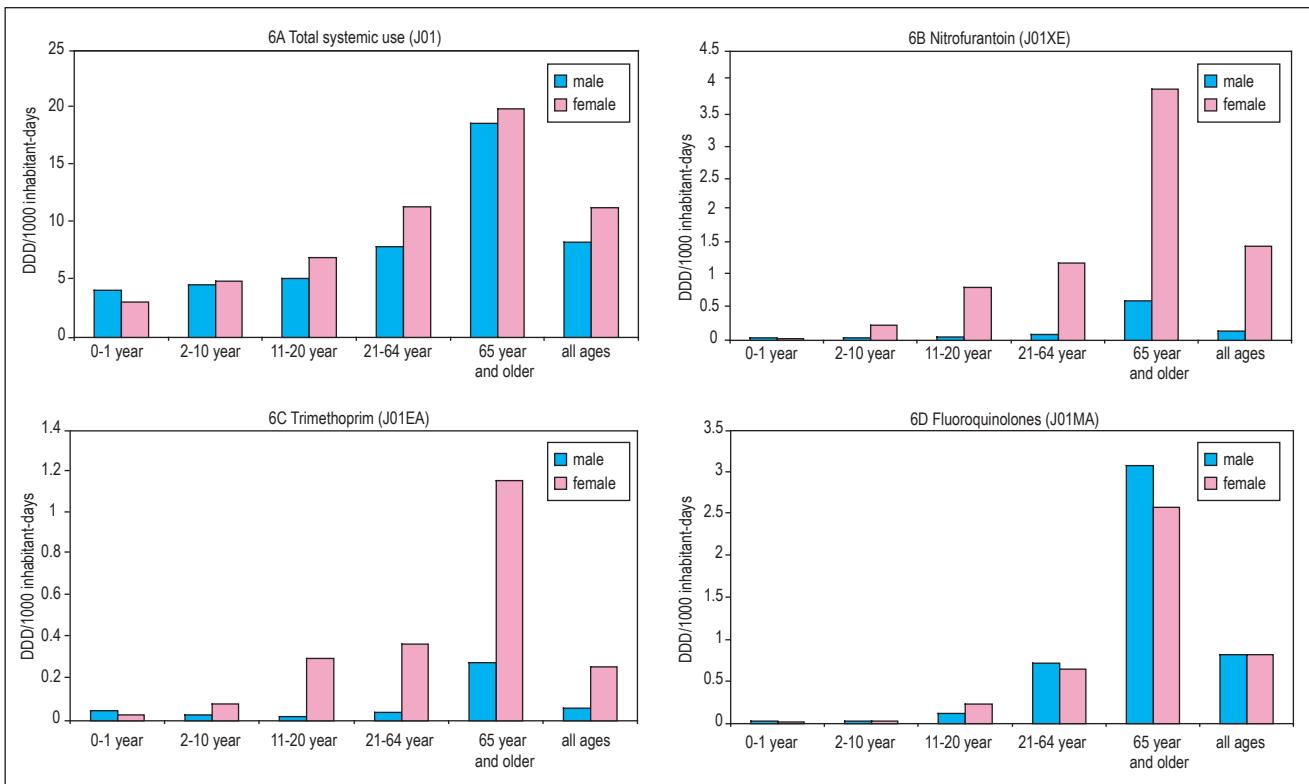 6A Total systemic use (J01)
25
20
15
10
5
0
DDD/1000 inhabitant-days
male
female
0-1 year
2-10 year
11-20 year
21-64 year
65 year
and older
all ages
6B Nitrofurantoin (J01XE)
4.5
4
3.5
3
2.5
2
1.5
1
0.5
0
DDD/1000 inhabitant-days
male
female
0-1 year
2-10 year
11-20 year
21-64 year
65 year
and older
all ages
6C Trimethoprim (J01EA)
1.4
1.2
1
0.8
0.6
0.4
0.2
0
DDD/1000 inhabitant-days
male
female
0-1 year
2-10 year
11-20 year
21-64 year
65 year
and older
all ages
6D Fluoroquinolones (J01MA)
3.5
3
2.5
2
1.5
1
0.5
0
DDD/1000 inhabitant-days
male
female
0-1 year
2-10 year
11-20 year
21-64 year
65 year
and older
all ages